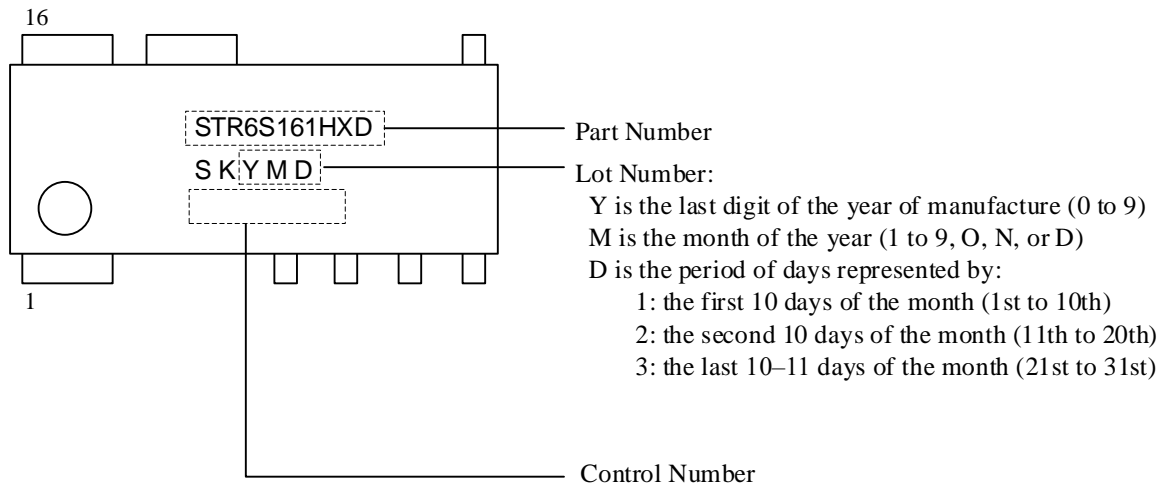 16
STR6S161HXD
Part Number
S K Y M D
Lot Number:
Y is the last digit of the year of manufacture (0 to 9)
M is the month of the year (1 to 9, O, N, or D)
D is the period of days represented by:
1: the first 10 days of the month (1st to 10th)
2: the second 10 days of the month (11th to 20th)
3: the last 10–11 days of the month (21st to 31st)
1
Control Number